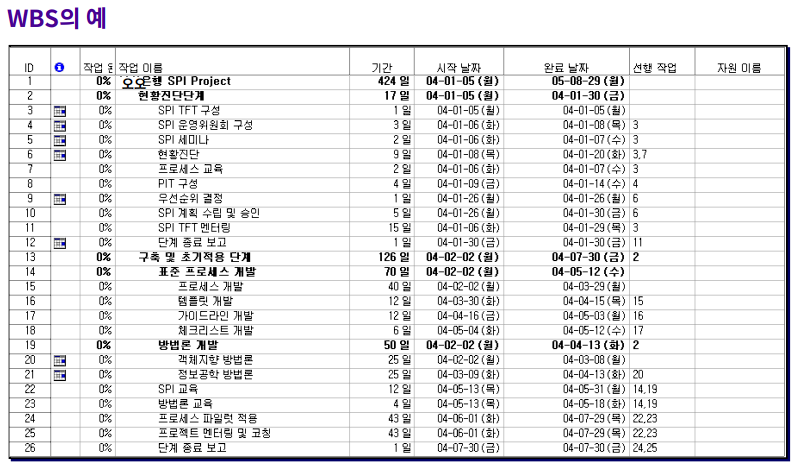 WBS의 예
ID 작업 작업 이름 기간 시작 날짜 완료 날짜 선행 작업 자원 이름
1 0% 오오은행 SPI Project 424 일 04-01-05 (월) 05-08-29 (월)
2 0% 현황진단단계 17 일 04-01-05 (월) 04-01-30 (금)
3 0% SPI TFT 구성 1 일 04-01-05 (월) 04-01-05 (월)
4 0% SPI 운영위원회 구성 3 일 04-01-06 (화) 04-01-08 (목) 3
5 0% SPI 세미나 2 일 04-01-06 (화) 04-01-07 (수) 3
6 0% 현황진단 9 일 04-01-08 (목) 04-01-20 (화) 3,7
7 0% 프로세스 교육 2 일 04-01-06 (화) 04-01-07 (수) 3
8 0% PIT 구성 4 일 04-01-09 (금) 04-01-14 (수) 4
9 0% 우선순위 결정 1 일 04-01-26 (월) 04-01-26 (월) 6
10 0% SPI 계획 수립 및 승인 5 일 04-01-26 (월) 04-01-30 (금) 6
11 0% SPI TFT 멘터링 15 일 04-01-06 (화) 04-01-29 (목) 3
12 0% 단계 종료 보고 1 일 04-01-30 (금) 04-01-30 (금) 11
13 0% 구축 및 초기적용 단계 126 일 04-02-02 (월) 04-07-30 (금) 2
14 0% 표준 프로세스 개발 70 일 04-02-02 (월) 04-05-12 (수)
15 0% 프로세스 개발 40 일 04-02-02 (월) 04-03-29 (월)
16 0% 템플릿 개발 12 일 04-03-30 (화) 04-04-15 (목) 15
17 0% 가이드라인 개발 12 일 04-04-16 (금) 04-05-03 (월) 16
18 0% 체크리스트 개발 6 일 04-05-04 (화) 04-05-12 (수) 17
19 0% 방법론 개발 50 일 04-02-02 (월) 04-04-13 (화) 2
20 0% 객체지향 방법론 25 일 04-02-02 (월) 04-03-08 (월)
21 0% 정보공학 방법론 25 일 04-03-09 (화) 04-04-13 (화) 20
22 0% SPI 교육 12 일 04-05-13 (목) 04-05-31 (월) 14,19
23 0% 방법론 교육 4 일 04-05-13 (목) 04-05-18 (화) 14,19
24 0% 프로세스 파일럿 적용 43 일 04-06-01 (화) 04-07-29 (목) 22,23
25 0% 프로젝트 멘터링 및 코칭 43 일 04-06-01 (화) 04-07-29 (목) 22,23
26 0% 단계 종료 보고 1 일 04-07-30 (금) 04-07-30 (금) 24,25